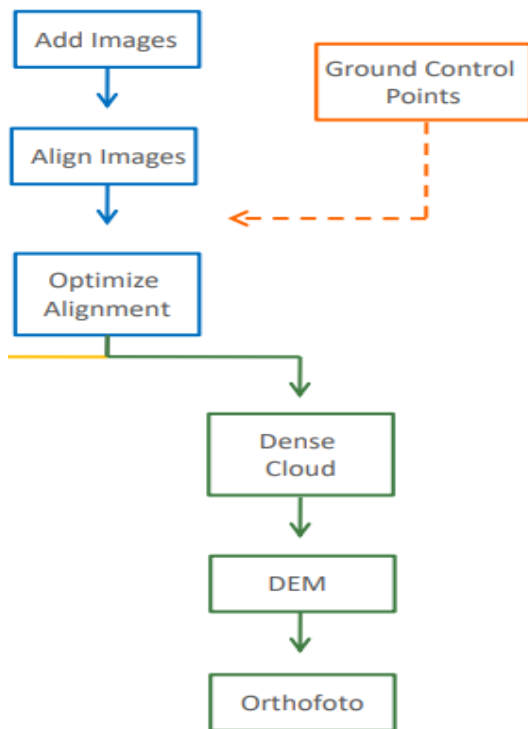 Add Images
Ground Control
Points
Align Images
Optimize
Alignment
Dense
Cloud
DEM
Orthofoto